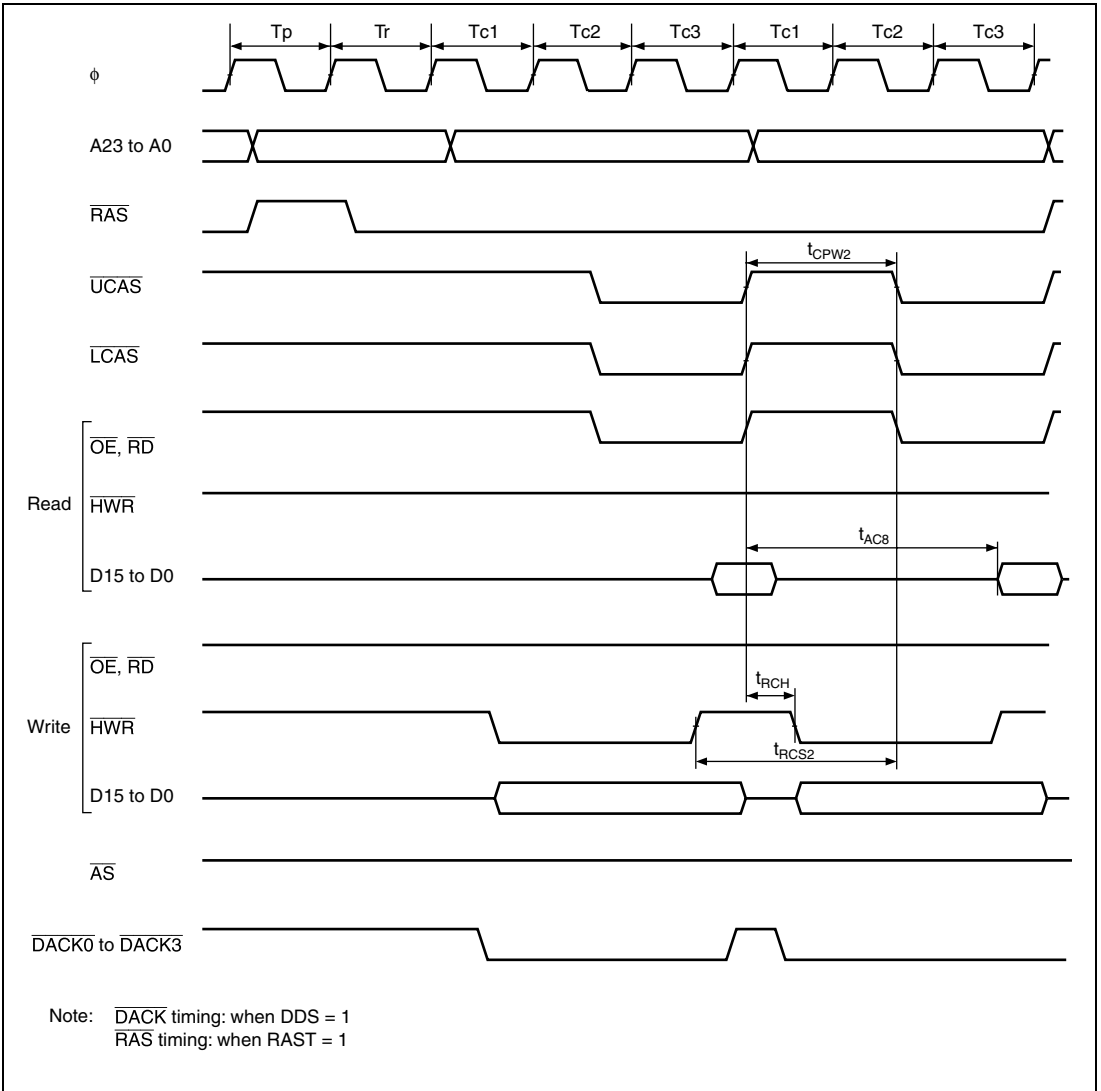 Tp Tr Tc1 Tc2 Tc3 Tc1 Tc2 Tc3
ϕ
A23 to A0
RAS
tCPW2
UCAS
LCAS
OE, RD
Read
HWR
tAC8
D15 to D0
OE, RD
tRCH
Write
HWR
tRCS2
D15 to D0
AS
DACK0 to DACK3
Note: DACK timing: when DDS = 1
RAS timing: when RAST = 1